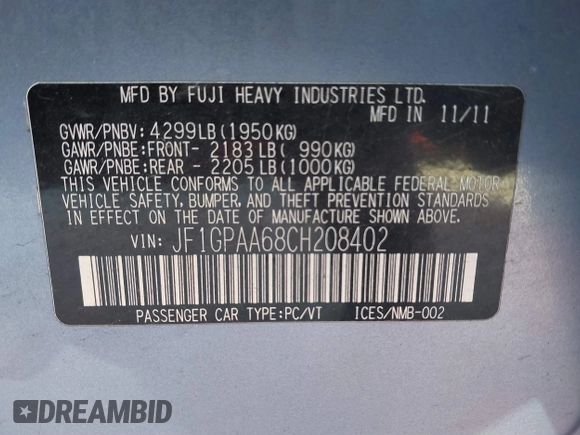 MFD BY FUJI HEAVY INDUSTRIES LTD.
MFD IN 11/11
GVWR/PNBV: 4299LB(1950KG)
GAWR/PNBE:FRONT- 2183LB( 990KG)
GAWR/PNBE:REAR - 2205LB(1000KG)
THIS VEHICLE CONFORMS TO ALL APPLICABLE FEDERAL MOTOR
VEHICLE SAFETY, BUMPER, AND THEFT PREVENTION STANDARDS
IN EFFECT ON THE DATE OF MANUFACTURE SHOWN ABOVE.
VIN: JF1GPAA68CH208402
PASSENGER CAR TYPE:PC/VT ICES/NMB-002
DREAMBID